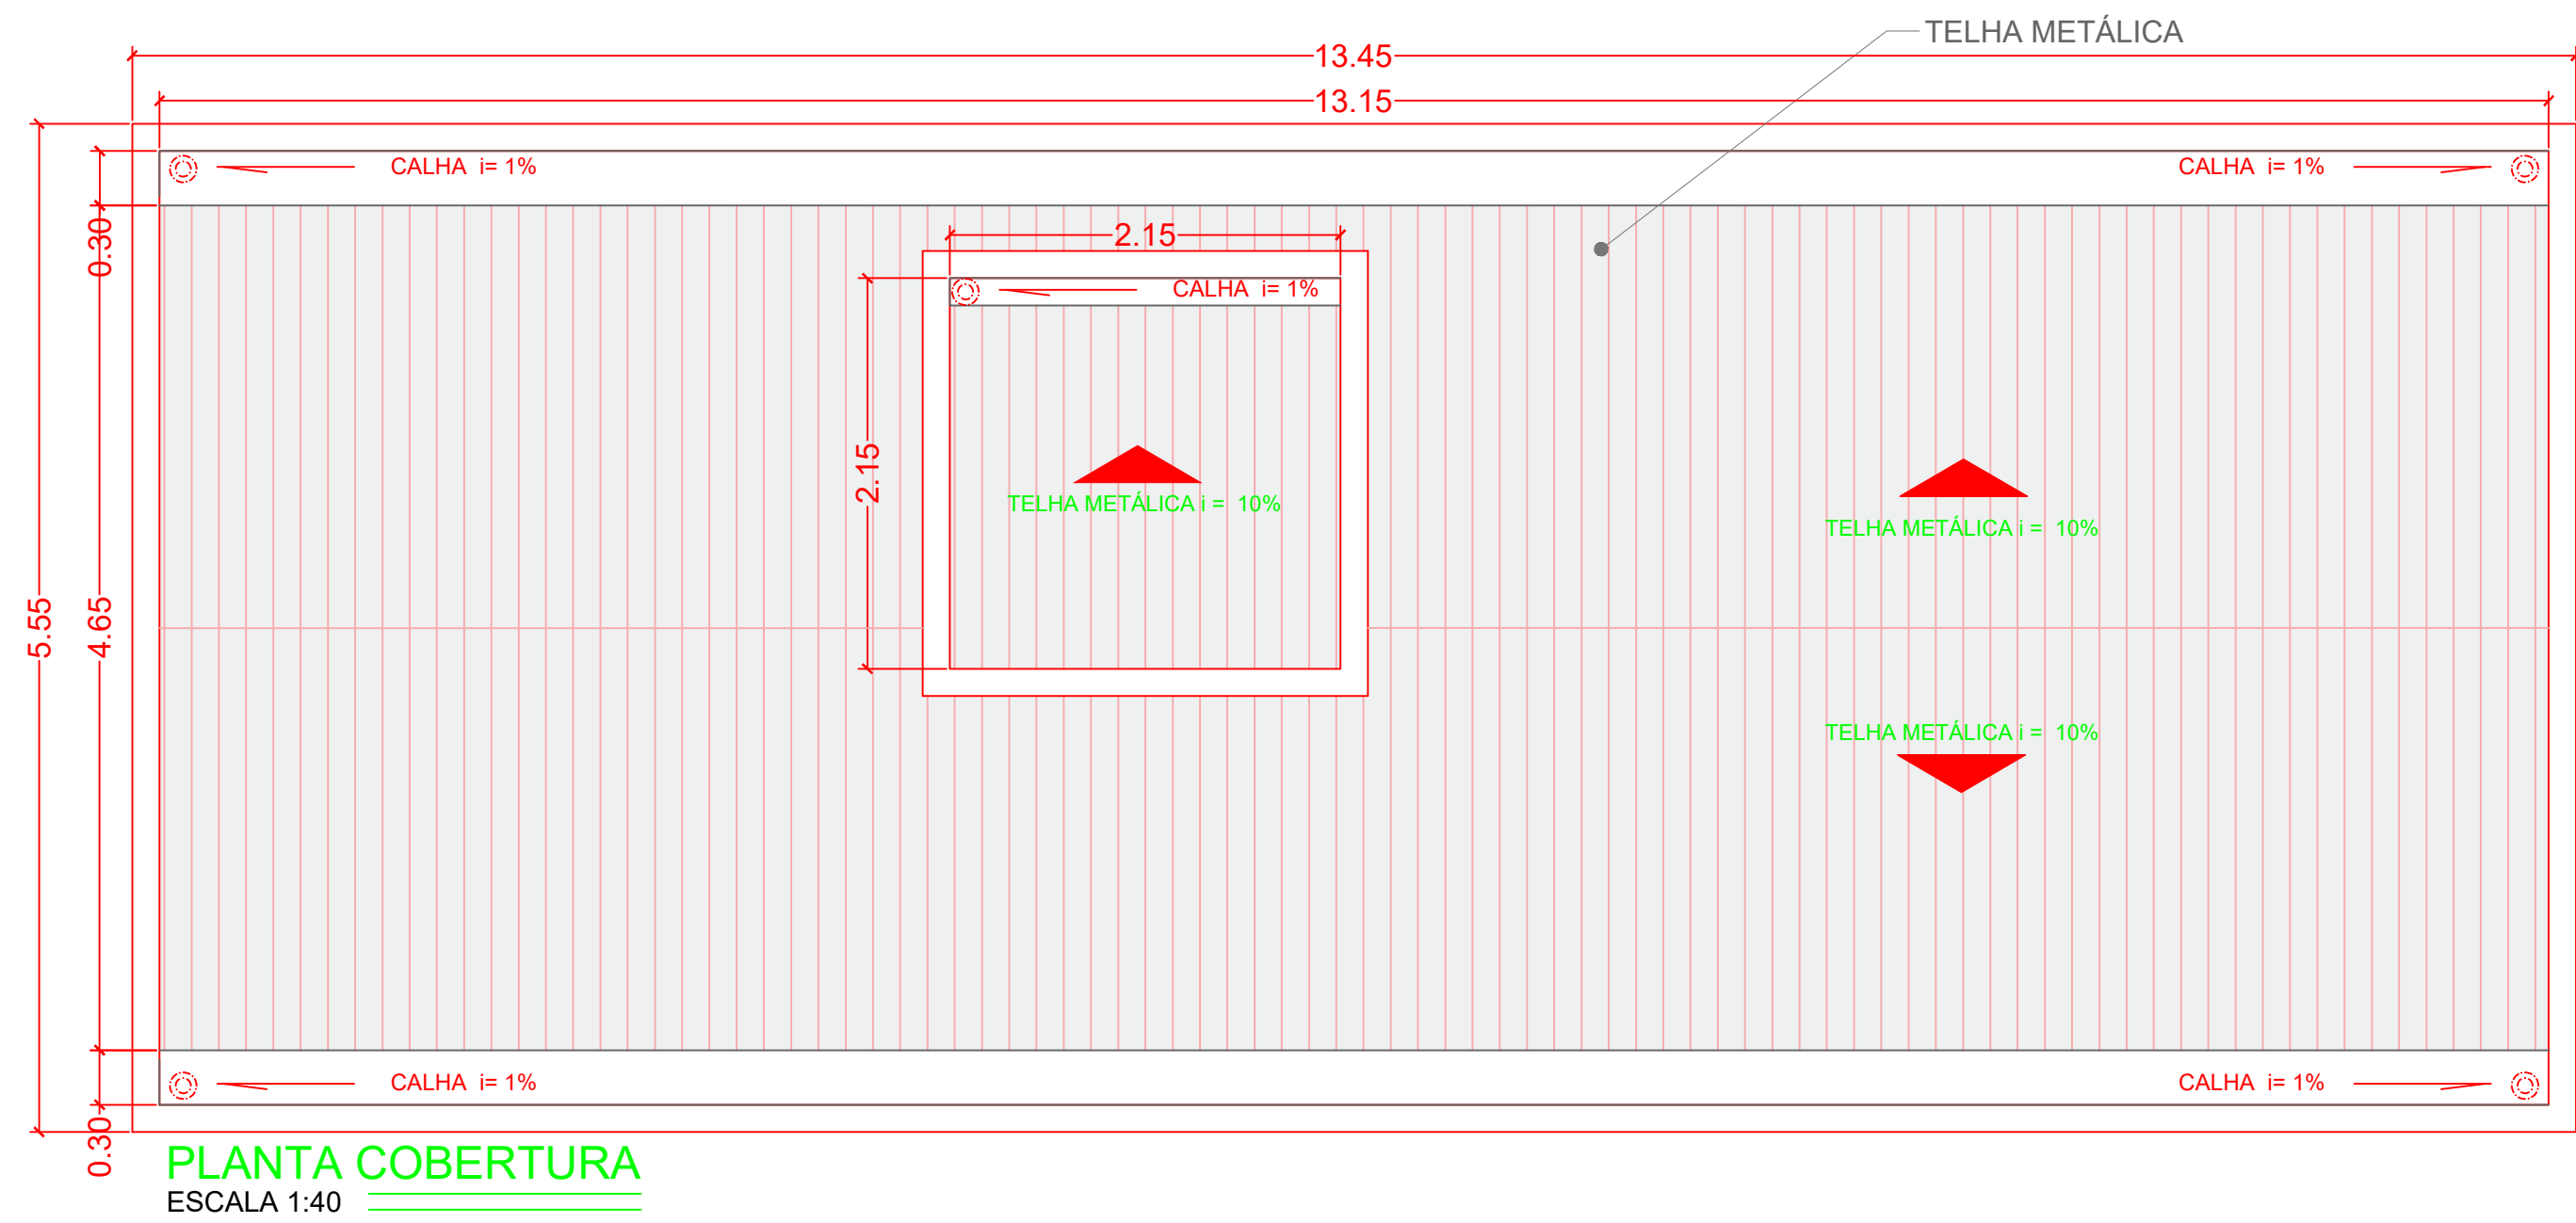 TELHA METÁLICA
13.45
13.15
CALHA i= 1%
CALHA i= 1%
0.30
2.15
CALHA i= 1%
2.15
TELHA METÁLICA i = 10%
TELHA METÁLICA i = 10%
5.55
4.65
TELHA METÁLICA i = 10%
CALHA i= 1%
CALHA i= 1%
0.30
PLANTA COBERTURA
ESCALA 1:40